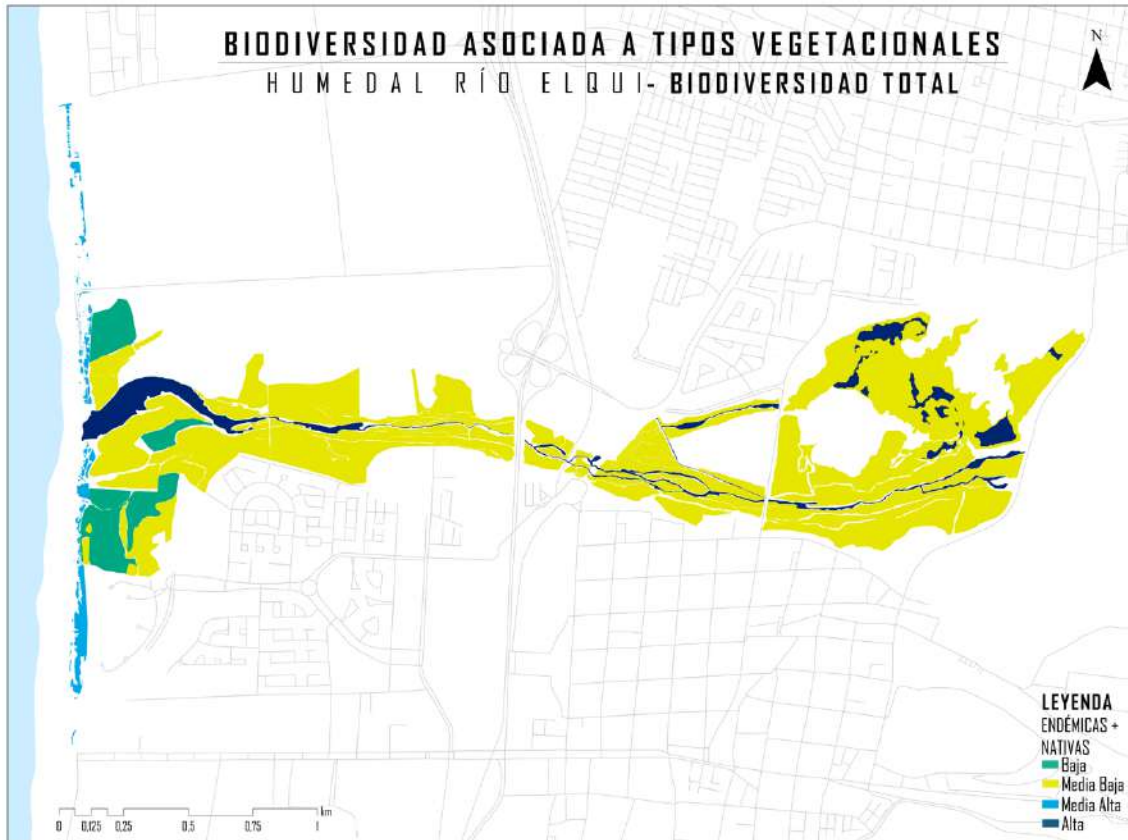 BIODIVERSIDAD ASOCIADA A TIPOS VEGETACIONALES
HUMEDAL RÍO ELQUI- BIODIVERSIDAD TOTAL
N
LEYENDA
ENDÉMICAS +
NATIVAS
Baja
Media Baja
Media Alta
Alta
km
0 0,125 0,25 0,5 0,75 1